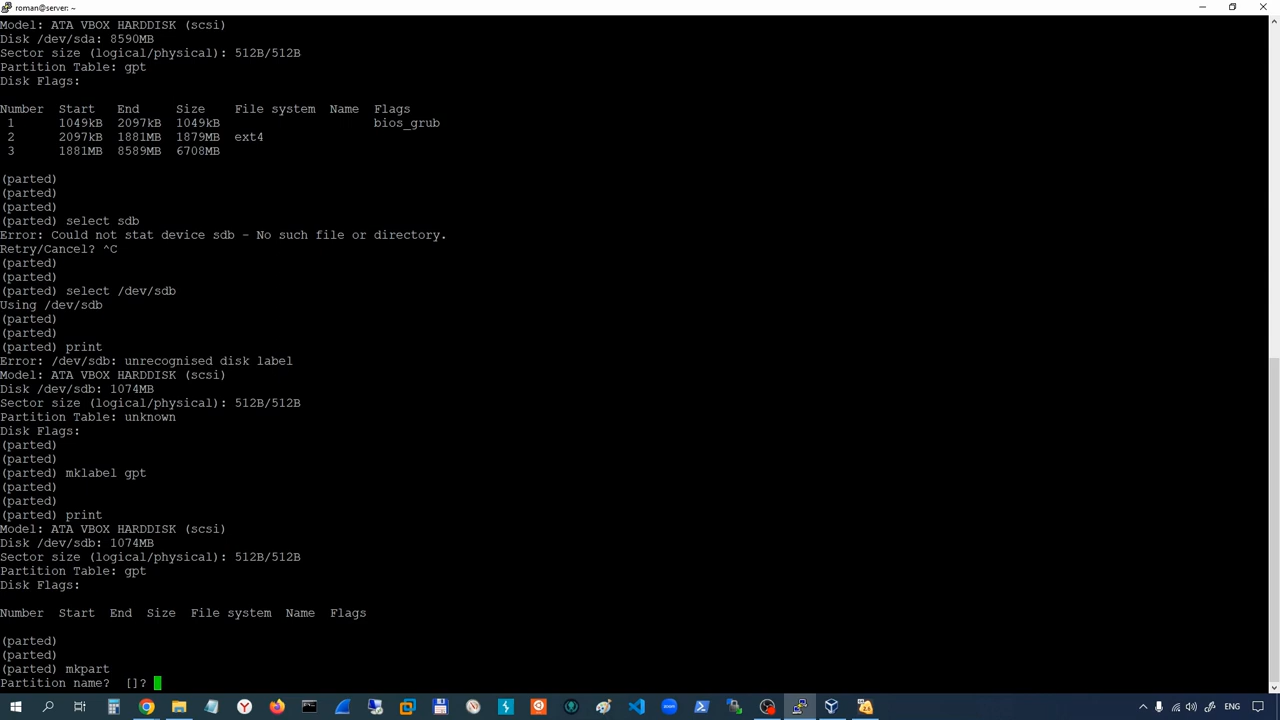 roman@server: ~
Model: ATA VBOX HARDDISK (scsi)
Disk /dev/sda: 8590MB
Sector size (logical/physical): 512B/512B
Partition Table: gpt
Disk Flags:
Number  Start   End     Size    File system  Name  Flags
1      1049kB  2097kB  1049kB                     bios_grub
2      2097kB  1881MB  1879MB  ext4
3      1881MB  8589MB  6708MB
(parted)
(parted)
(parted)
(parted) select sdb
Error: Could not stat device sdb - No such file or directory.
Retry/Cancel? ^C
(parted)
(parted)
(parted) select /dev/sdb
Using /dev/sdb
(parted)
(parted)
(parted) print
Error: /dev/sdb: unrecognised disk label
Model: ATA VBOX HARDDISK (scsi)
Disk /dev/sdb: 1074MB
Sector size (logical/physical): 512B/512B
Partition Table: unknown
Disk Flags:
(parted)
(parted)
(parted) mklabel gpt
(parted)
(parted)
(parted) print
Model: ATA VBOX HARDDISK (scsi)
Disk /dev/sdb: 1074MB
Sector size (logical/physical): 512B/512B
Partition Table: gpt
Disk Flags:
Number  Start  End  Size  File system  Name  Flags
(parted)
(parted)
(parted) mkpart
Partition name?  []?
ENG